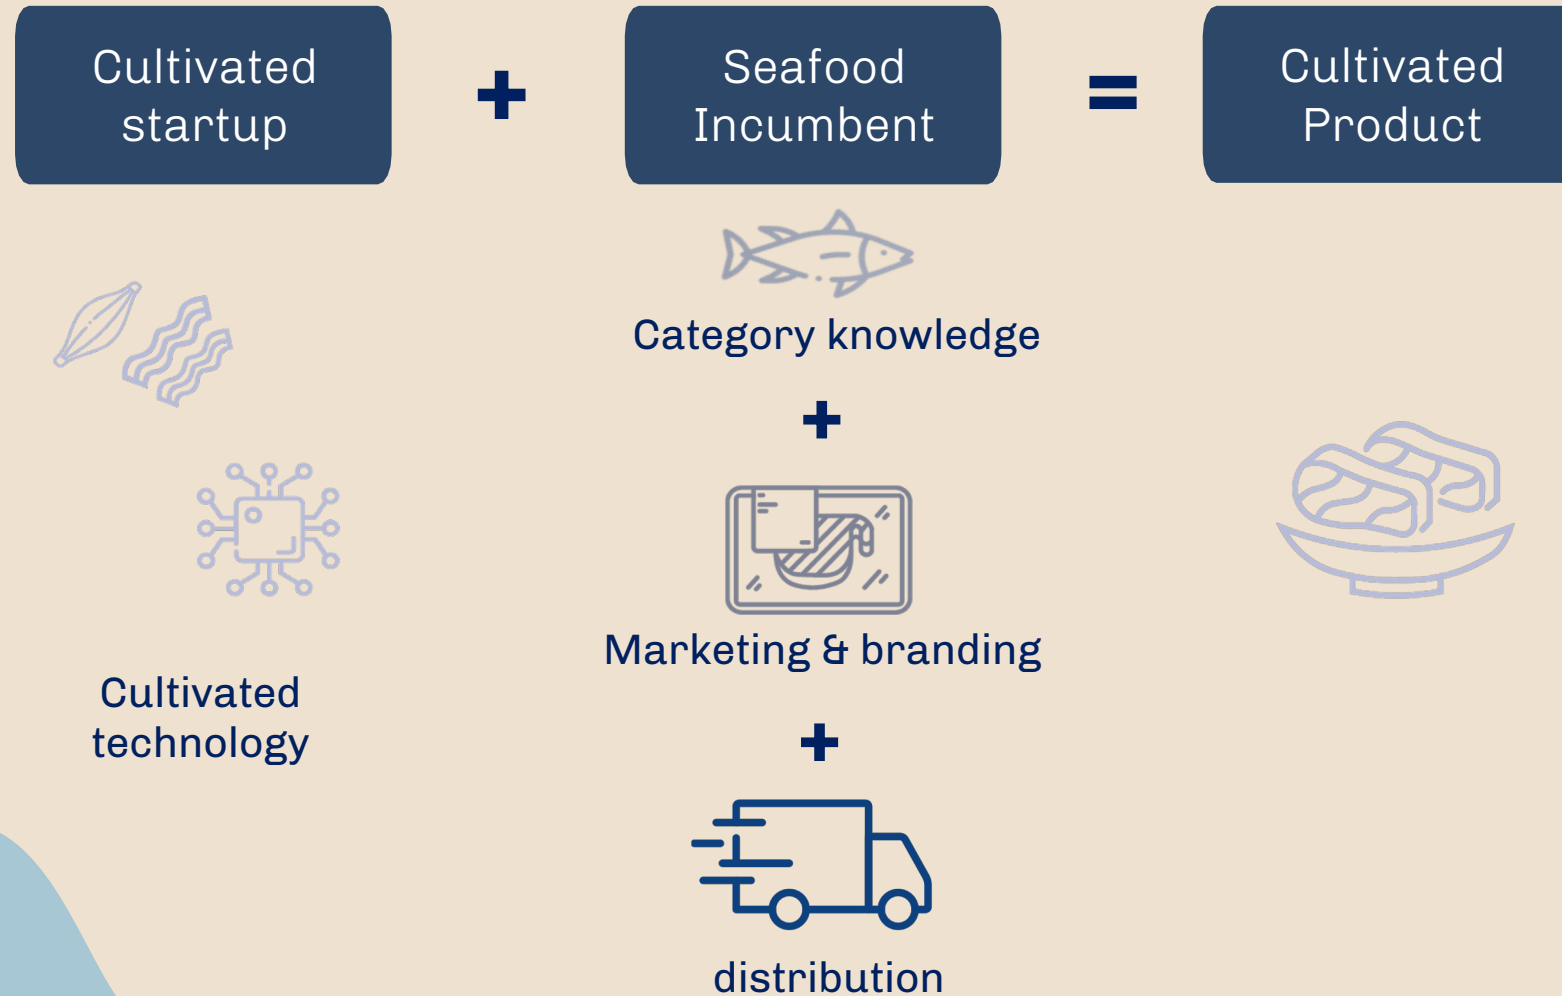 Cultivated
startup
+
Seafood
Incumbent
=
Cultivated
Product
Cultivated
technology
Category knowledge
+
Marketing & branding
+
distribution